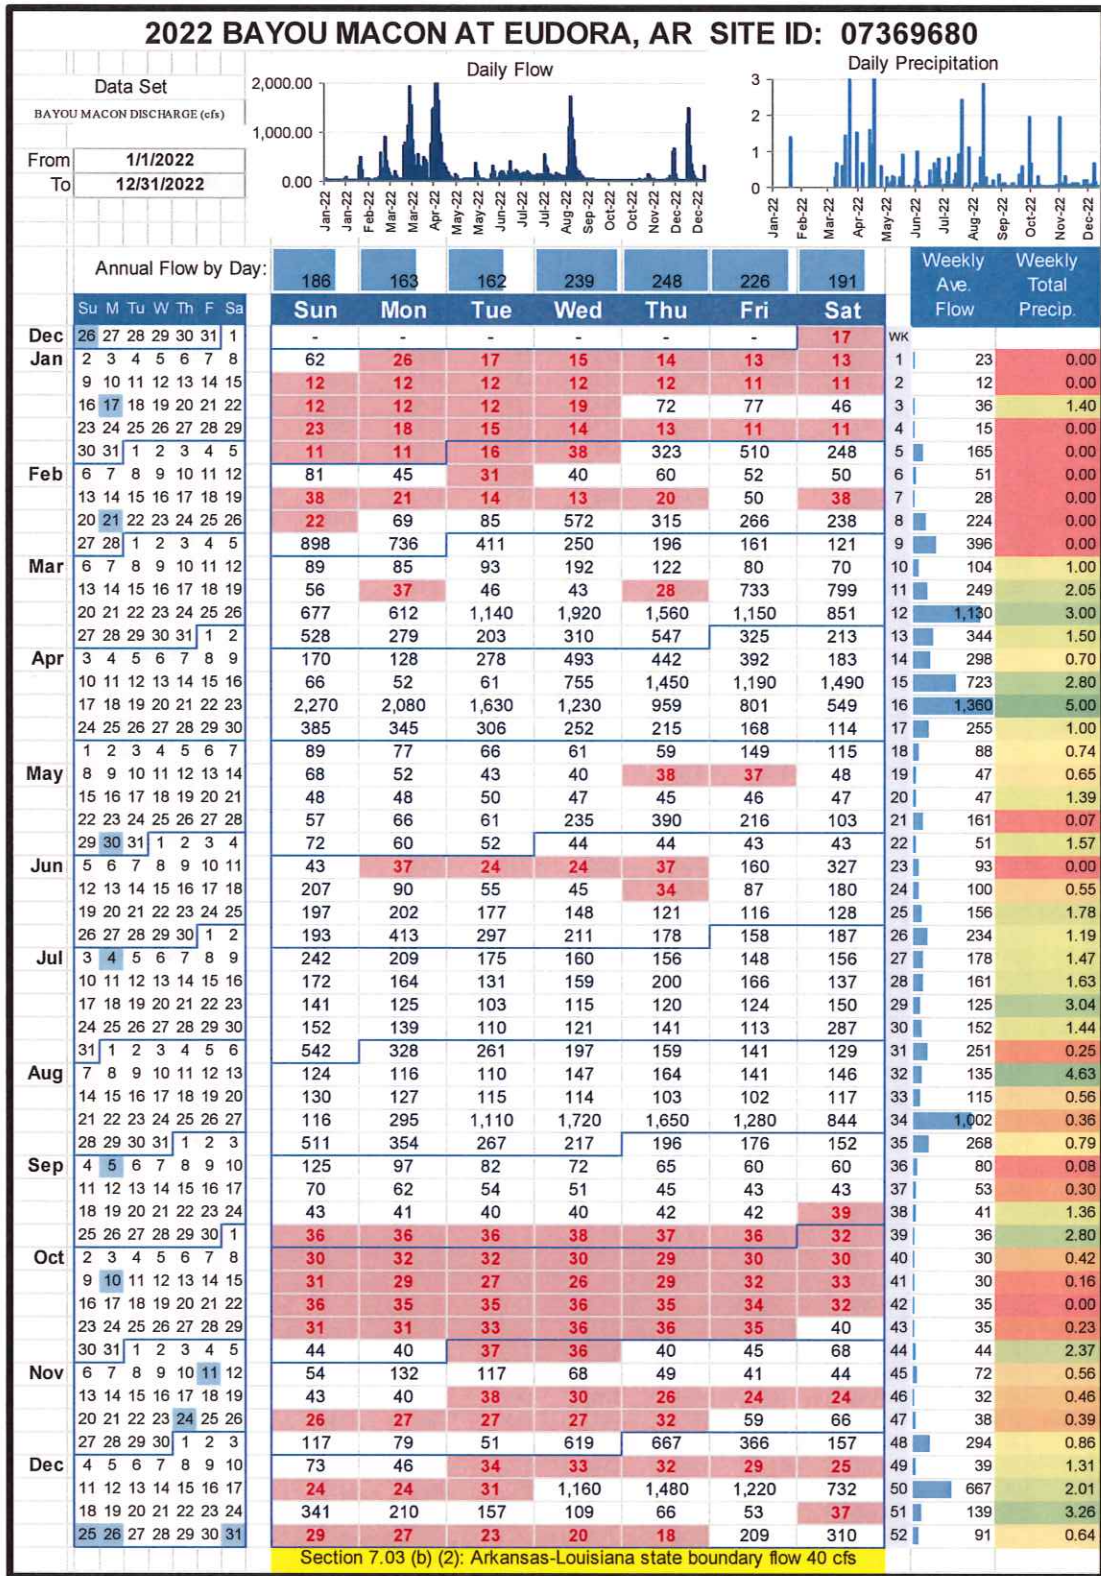 2022 BAYOU MACON AT EUDORA, AR SITE ID: 07369680
Data Set
BAYOU MACON DISCHARGE (cfs)
From 1/1/2022
To 12/31/2022
Daily Flow
2,000.00
1,000.00
0.00
Jan-22 Jan-22 Feb-22 Mar-22 Mar-22 Apr-22 May-22 May-22 Jun-22 Jul-22 Jul-22 Aug-22 Sep-22 Oct-22 Oct-22 Nov-22 Dec-22 Dec-22
Daily Precipitation
3
2
1
0
Jan-22 Feb-22 Mar-22 Apr-22 May-22 Jun-22 Jul-22 Aug-22 Sep-22 Oct-22 Nov-22 Dec-22
Annual Flow by Day: 186 163 162 239 248 226 191 Weekly Ave. Flow Weekly Total Precip.
Su M Tu W Th F Sa Sun Mon Tue Wed Thu Fri Sat
Dec 26 27 28 29 30 31 1 - - - - - - 17 WK
Jan 2 3 4 5 6 7 8 62 26 17 15 14 13 13 1 23 0.00
9 10 11 12 13 14 15 12 12 12 12 12 11 11 2 12 0.00
16 17 18 19 20 21 22 12 12 12 19 72 77 46 3 36 1.40
23 24 25 26 27 28 29 23 18 15 14 13 11 11 4 15 0.00
30 31 1 2 3 4 5 11 11 16 38 323 510 248 5 165 0.00
Feb 6 7 8 9 10 11 12 81 45 31 40 60 52 50 6 51 0.00
13 14 15 16 17 18 19 38 21 14 13 20 50 38 7 28 0.00
20 21 22 23 24 25 26 22 69 85 572 315 266 238 8 224 0.00
27 28 1 2 3 4 5 898 736 411 250 196 161 121 9 396 0.00
Mar 6 7 8 9 10 11 12 89 85 93 192 122 80 70 10 104 1.00
13 14 15 16 17 18 19 56 37 46 43 28 733 799 11 249 2.05
20 21 22 23 24 25 26 677 612 1,140 1,920 1,560 1,150 851 12 1,130 3.00
27 28 29 30 31 1 2 528 279 203 310 547 325 213 13 344 1.50
Apr 3 4 5 6 7 8 9 170 128 278 493 442 392 183 14 298 0.70
10 11 12 13 14 15 16 66 52 61 755 1,450 1,190 1,490 15 723 2.80
17 18 19 20 21 22 23 2,270 2,080 1,630 1,230 959 801 549 16 1,360 5.00
24 25 26 27 28 29 30 385 345 306 252 215 168 114 17 255 1.00
1 2 3 4 5 6 7 89 77 66 61 59 149 115 18 88 0.74
May 8 9 10 11 12 13 14 68 52 43 40 38 37 48 19 47 0.65
15 16 17 18 19 20 21 48 48 50 47 45 46 47 20 47 1.39
22 23 24 25 26 27 28 57 66 61 235 390 216 103 21 161 0.07
29 30 31 1 2 3 4 72 60 52 44 44 43 43 22 51 1.57
Jun 5 6 7 8 9 10 11 43 37 24 24 37 160 327 23 93 0.00
12 13 14 15 16 17 18 207 90 55 45 34 87 180 24 100 0.55
19 20 21 22 23 24 25 197 202 177 148 121 116 128 25 156 1.78
26 27 28 29 30 1 2 193 413 297 211 178 158 187 26 234 1.19
Jul 3 4 5 6 7 8 9 242 209 175 160 156 148 156 27 178 1.47
10 11 12 13 14 15 16 172 164 131 159 200 166 137 28 161 1.63
17 18 19 20 21 22 23 141 125 103 115 120 124 150 29 125 3.04
24 25 26 27 28 29 30 152 139 110 121 141 113 287 30 152 1.44
31 1 2 3 4 5 6 542 328 261 197 159 141 129 31 251 0.25
Aug 7 8 9 10 11 12 13 124 116 110 147 164 141 146 32 135 4.63
14 15 16 17 18 19 20 130 127 115 114 103 102 117 33 115 0.56
21 22 23 24 25 26 27 116 295 1,110 1,720 1,650 1,280 844 34 1,002 0.36
28 29 30 31 1 2 3 511 354 267 217 196 176 152 35 268 0.79
Sep 4 5 6 7 8 9 10 125 97 82 72 65 60 60 36 80 0.08
11 12 13 14 15 16 17 70 62 54 51 45 43 43 37 53 0.30
18 19 20 21 22 23 24 43 41 40 40 42 42 39 38 41 1.36
25 26 27 28 29 30 1 36 36 36 38 37 36 32 39 36 2.80
Oct 2 3 4 5 6 7 8 30 32 32 30 29 30 30 40 30 0.42
9 10 11 12 13 14 15 31 29 27 26 29 32 33 41 30 0.16
16 17 18 19 20 21 22 36 35 35 36 35 34 32 42 35 0.00
23 24 25 26 27 28 29 31 31 33 36 36 35 40 43 35 0.23
30 31 1 2 3 4 5 44 40 37 36 40 45 68 44 44 2.37
Nov 6 7 8 9 10 11 12 54 132 117 68 49 41 44 45 72 0.56
13 14 15 16 17 18 19 43 40 38 30 26 24 24 46 32 0.46
20 21 22 23 24 25 26 26 27 27 27 32 59 66 47 38 0.39
27 28 29 30 1 2 3 117 79 51 619 667 366 157 48 294 0.86
Dec 4 5 6 7 8 9 10 73 46 34 33 32 29 25 49 39 1.31
11 12 13 14 15 16 17 24 24 31 1,160 1,480 1,220 732 50 667 2.01
18 19 20 21 22 23 24 341 210 157 109 66 53 37 51 139 3.26
25 26 27 28 29 30 31 29 27 23 20 18 209 310 52 91 0.64
Section 7.03 (b) (2): Arkansas-Louisiana state boundary flow 40 cfs